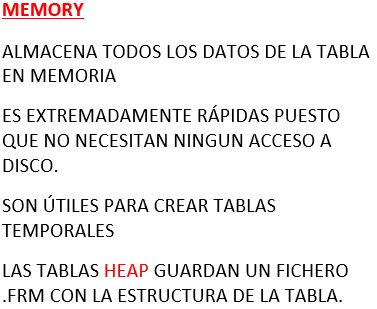 MEMORY
ALMACENA TODOS LOS DATOS DE LA TABLA
EN MEMORIA
ES EXTREMADAMENTE RÁPIDAS PUESTO
QUE NO NECESITAN NINGUN ACCESO A
DISCO.
SON ÚTILES PARA CREAR TABLAS
TEMPORALES
LAS TABLAS HEAP GUARDAN UN FICHERO
.FRM CON LA ESTRUCTURA DE LA TABLA.